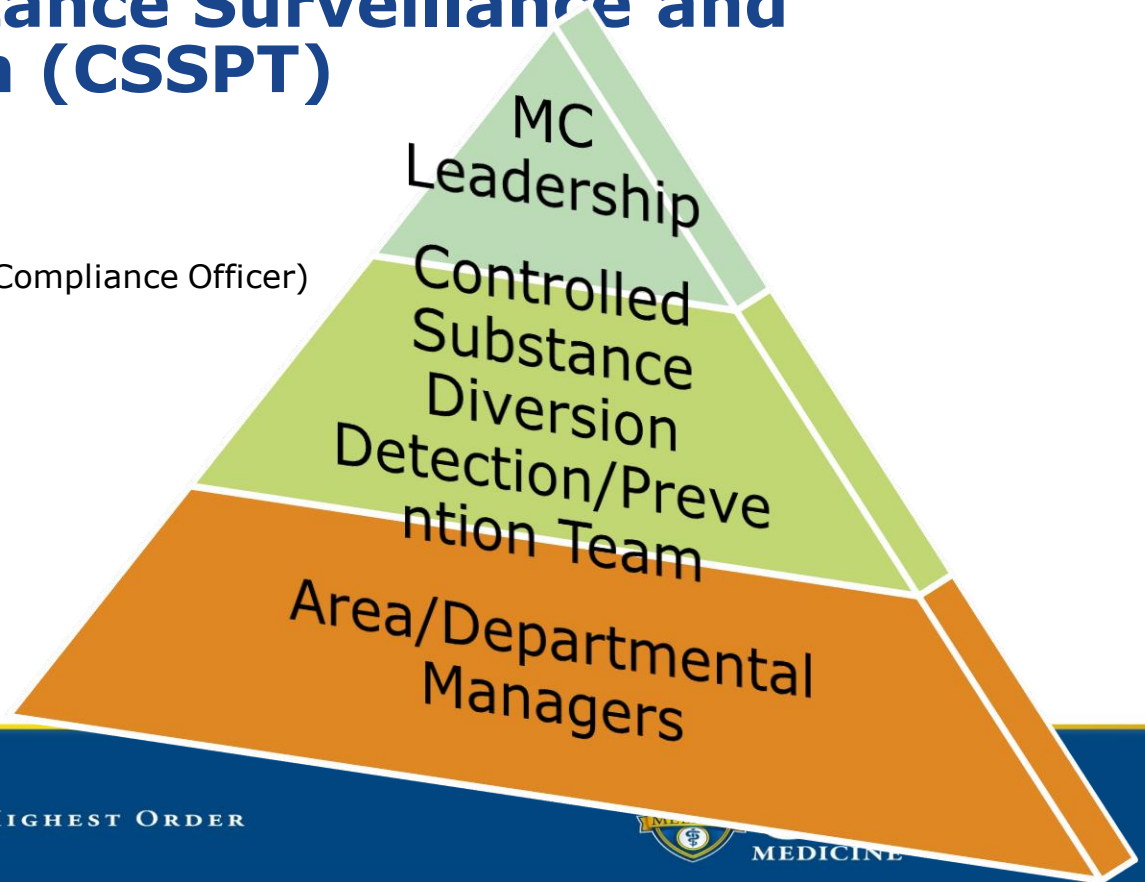 tance Surveillance and
n (CSSPT)
MC
Leadership
Compliance Officer)
Controlled
Substance
Diversion
Detection/Preve
ntion Team
Area/Departmental
Managers
IGHEST ORDER
MEDICINE